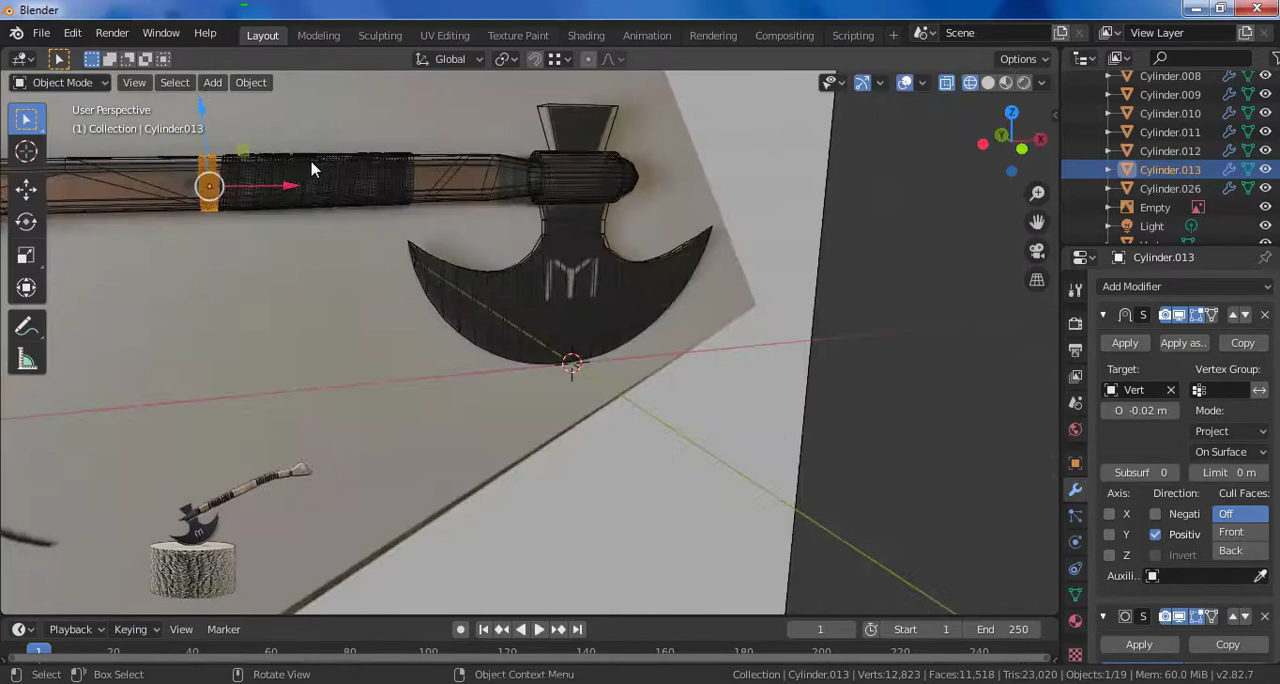 Blender
File Edit Render Window Help Layout Modeling Sculpting UV Editing Texture Paint Shading Animation Rendering Compositing Scripting + Scene View Layer
Global Options
Object Mode View Select Add Object
User Perspective
(1) Collection | Cylinder.013
Z
Y
X
M
Cylinder.008
Cylinder.009
Cylinder.010
Cylinder.011
Cylinder.012
Cylinder.013
Cylinder.026
Empty
Light
Cylinder.013
Add Modifier
S
Apply Apply as.. Copy
Target: Vertex Group:
Vert
O -0.02 m Mode:
Project
On Surface
Subsurf 0 Limit 0 m
Axis: Direction: Cull Faces:
X Negati Off
Y Positiv Front
Z Invert Back
Auxili..
S
Apply Copy
Playback Keying View Marker 1 Start 1 End 250
1 20 40 60 80 100 120 140 160 180 200 220 240
Select Box Select Rotate View Object Context Menu Collection | Cylinder.013 | Verts:12,823 | Faces:11,518 | Tris:23,020 | Objects:1/19 | Mem: 60.0 MiB | v2.82.7